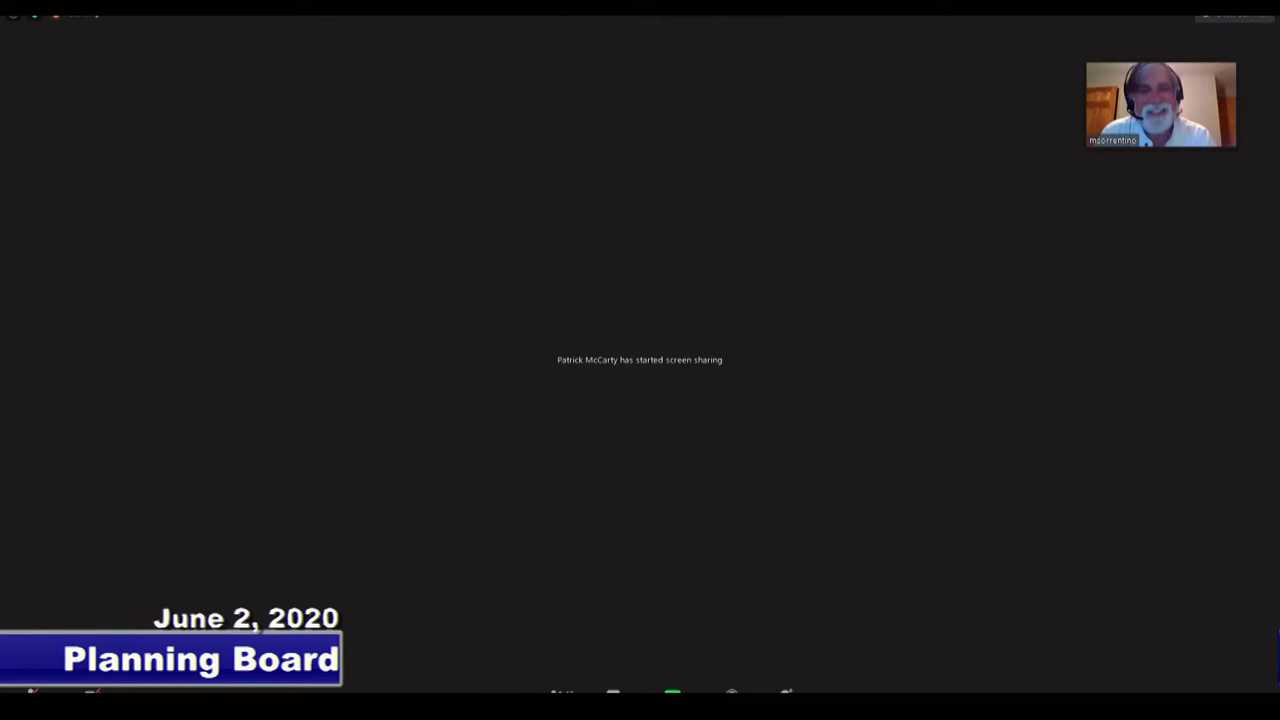 msorrentino
Patrick McCarty has started screen sharing
June 2, 2020
Planning Board